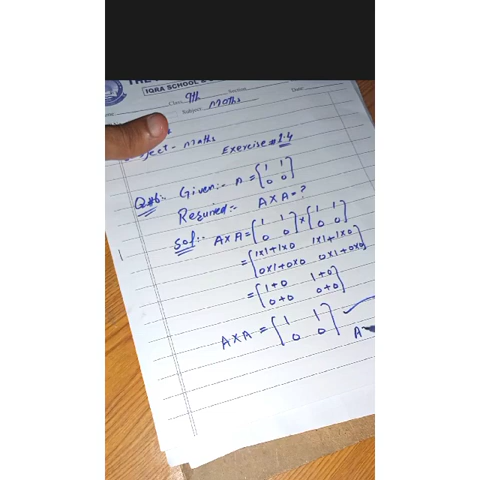 IQRA SCHOOL
Class 9th Section
Subject Maths Date
ject - Maths
Exercise # 2.4
Q#6:- Given:- A = [1 1
0 0]
Required:- A×A = ?
Sol:- A×A = [1 1
0 0] × [1 1
0 0]
= [1×1+1×0 1×1+1×0
0×1+0×0 0×1+0×0]
= [1+0 1+0
0+0 0+0]
A×A = [1 1
0 0]
A